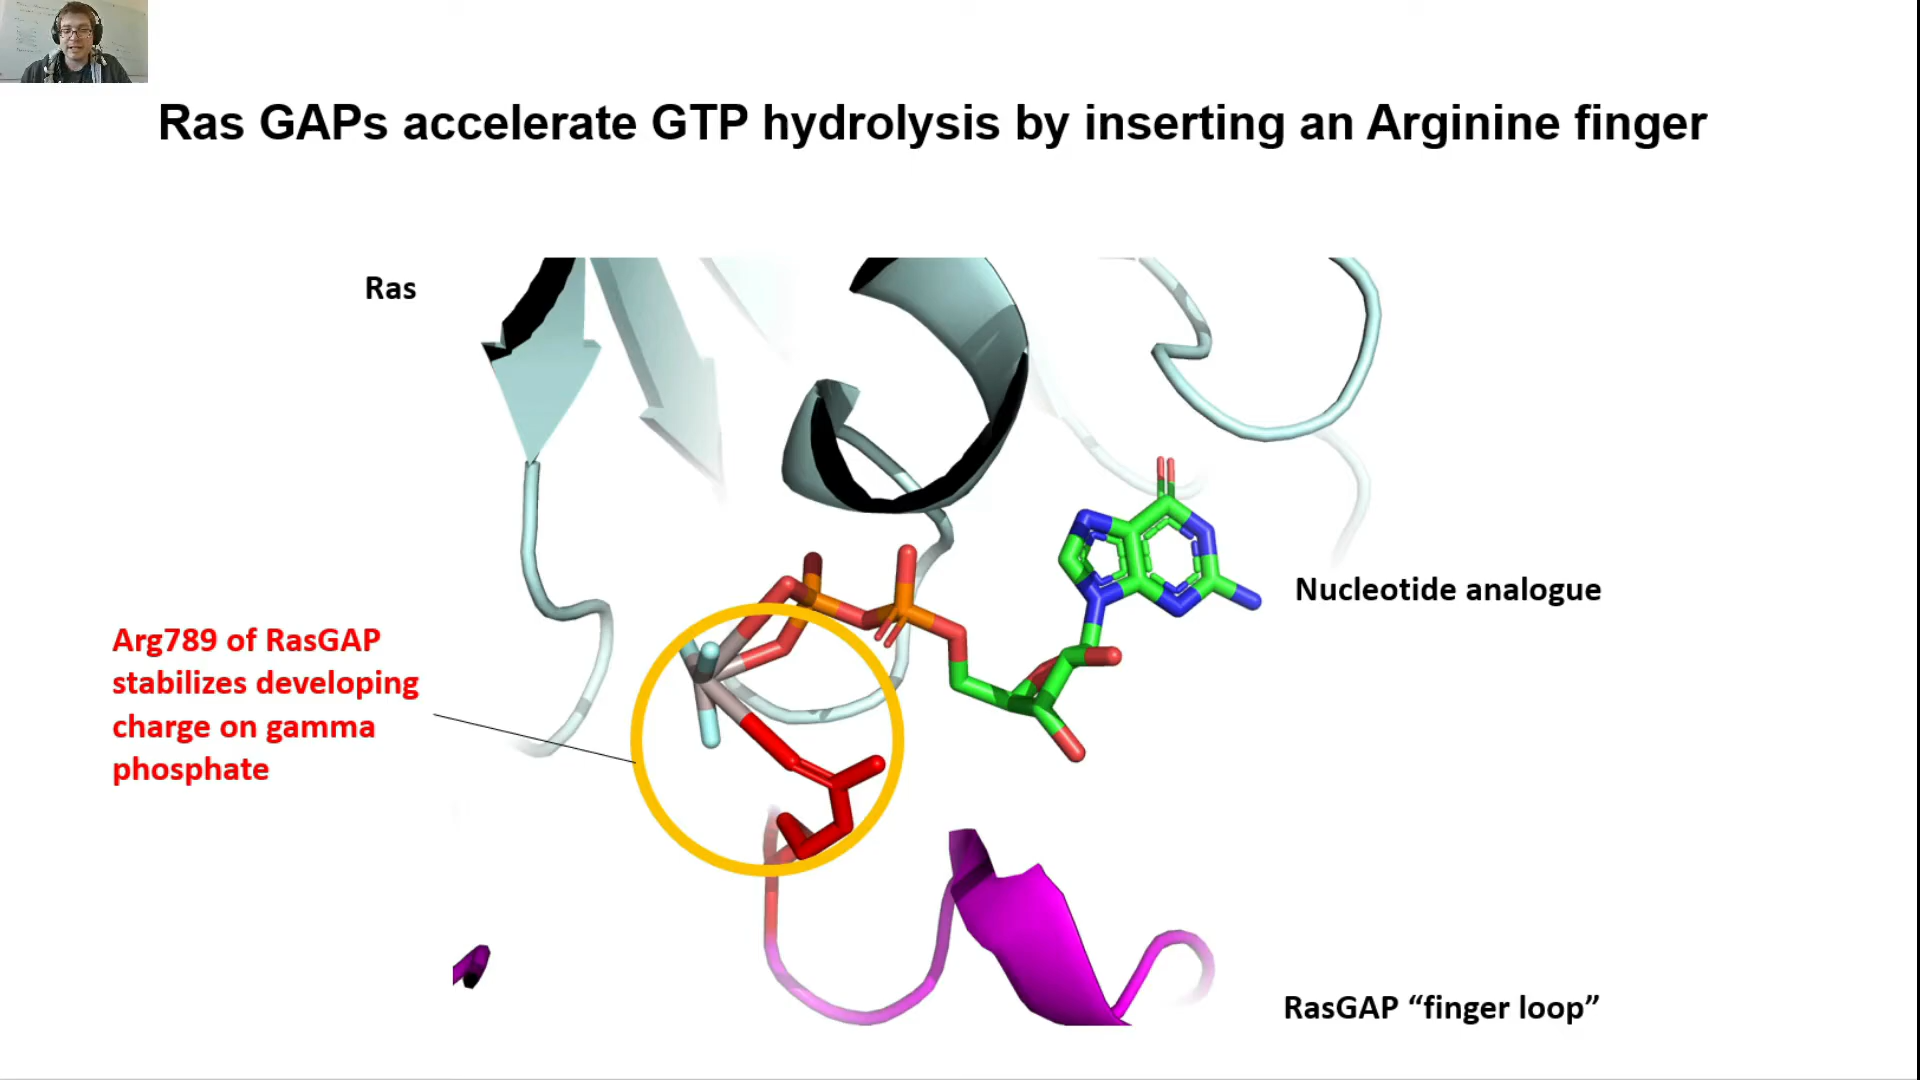 Ras GAPs accelerate GTP hydrolysis by inserting an Arginine finger
Ras
Nucleotide analogue
Arg789 of RasGAP
stabilizes developing
charge on gamma
phosphate
RasGAP “finger loop”